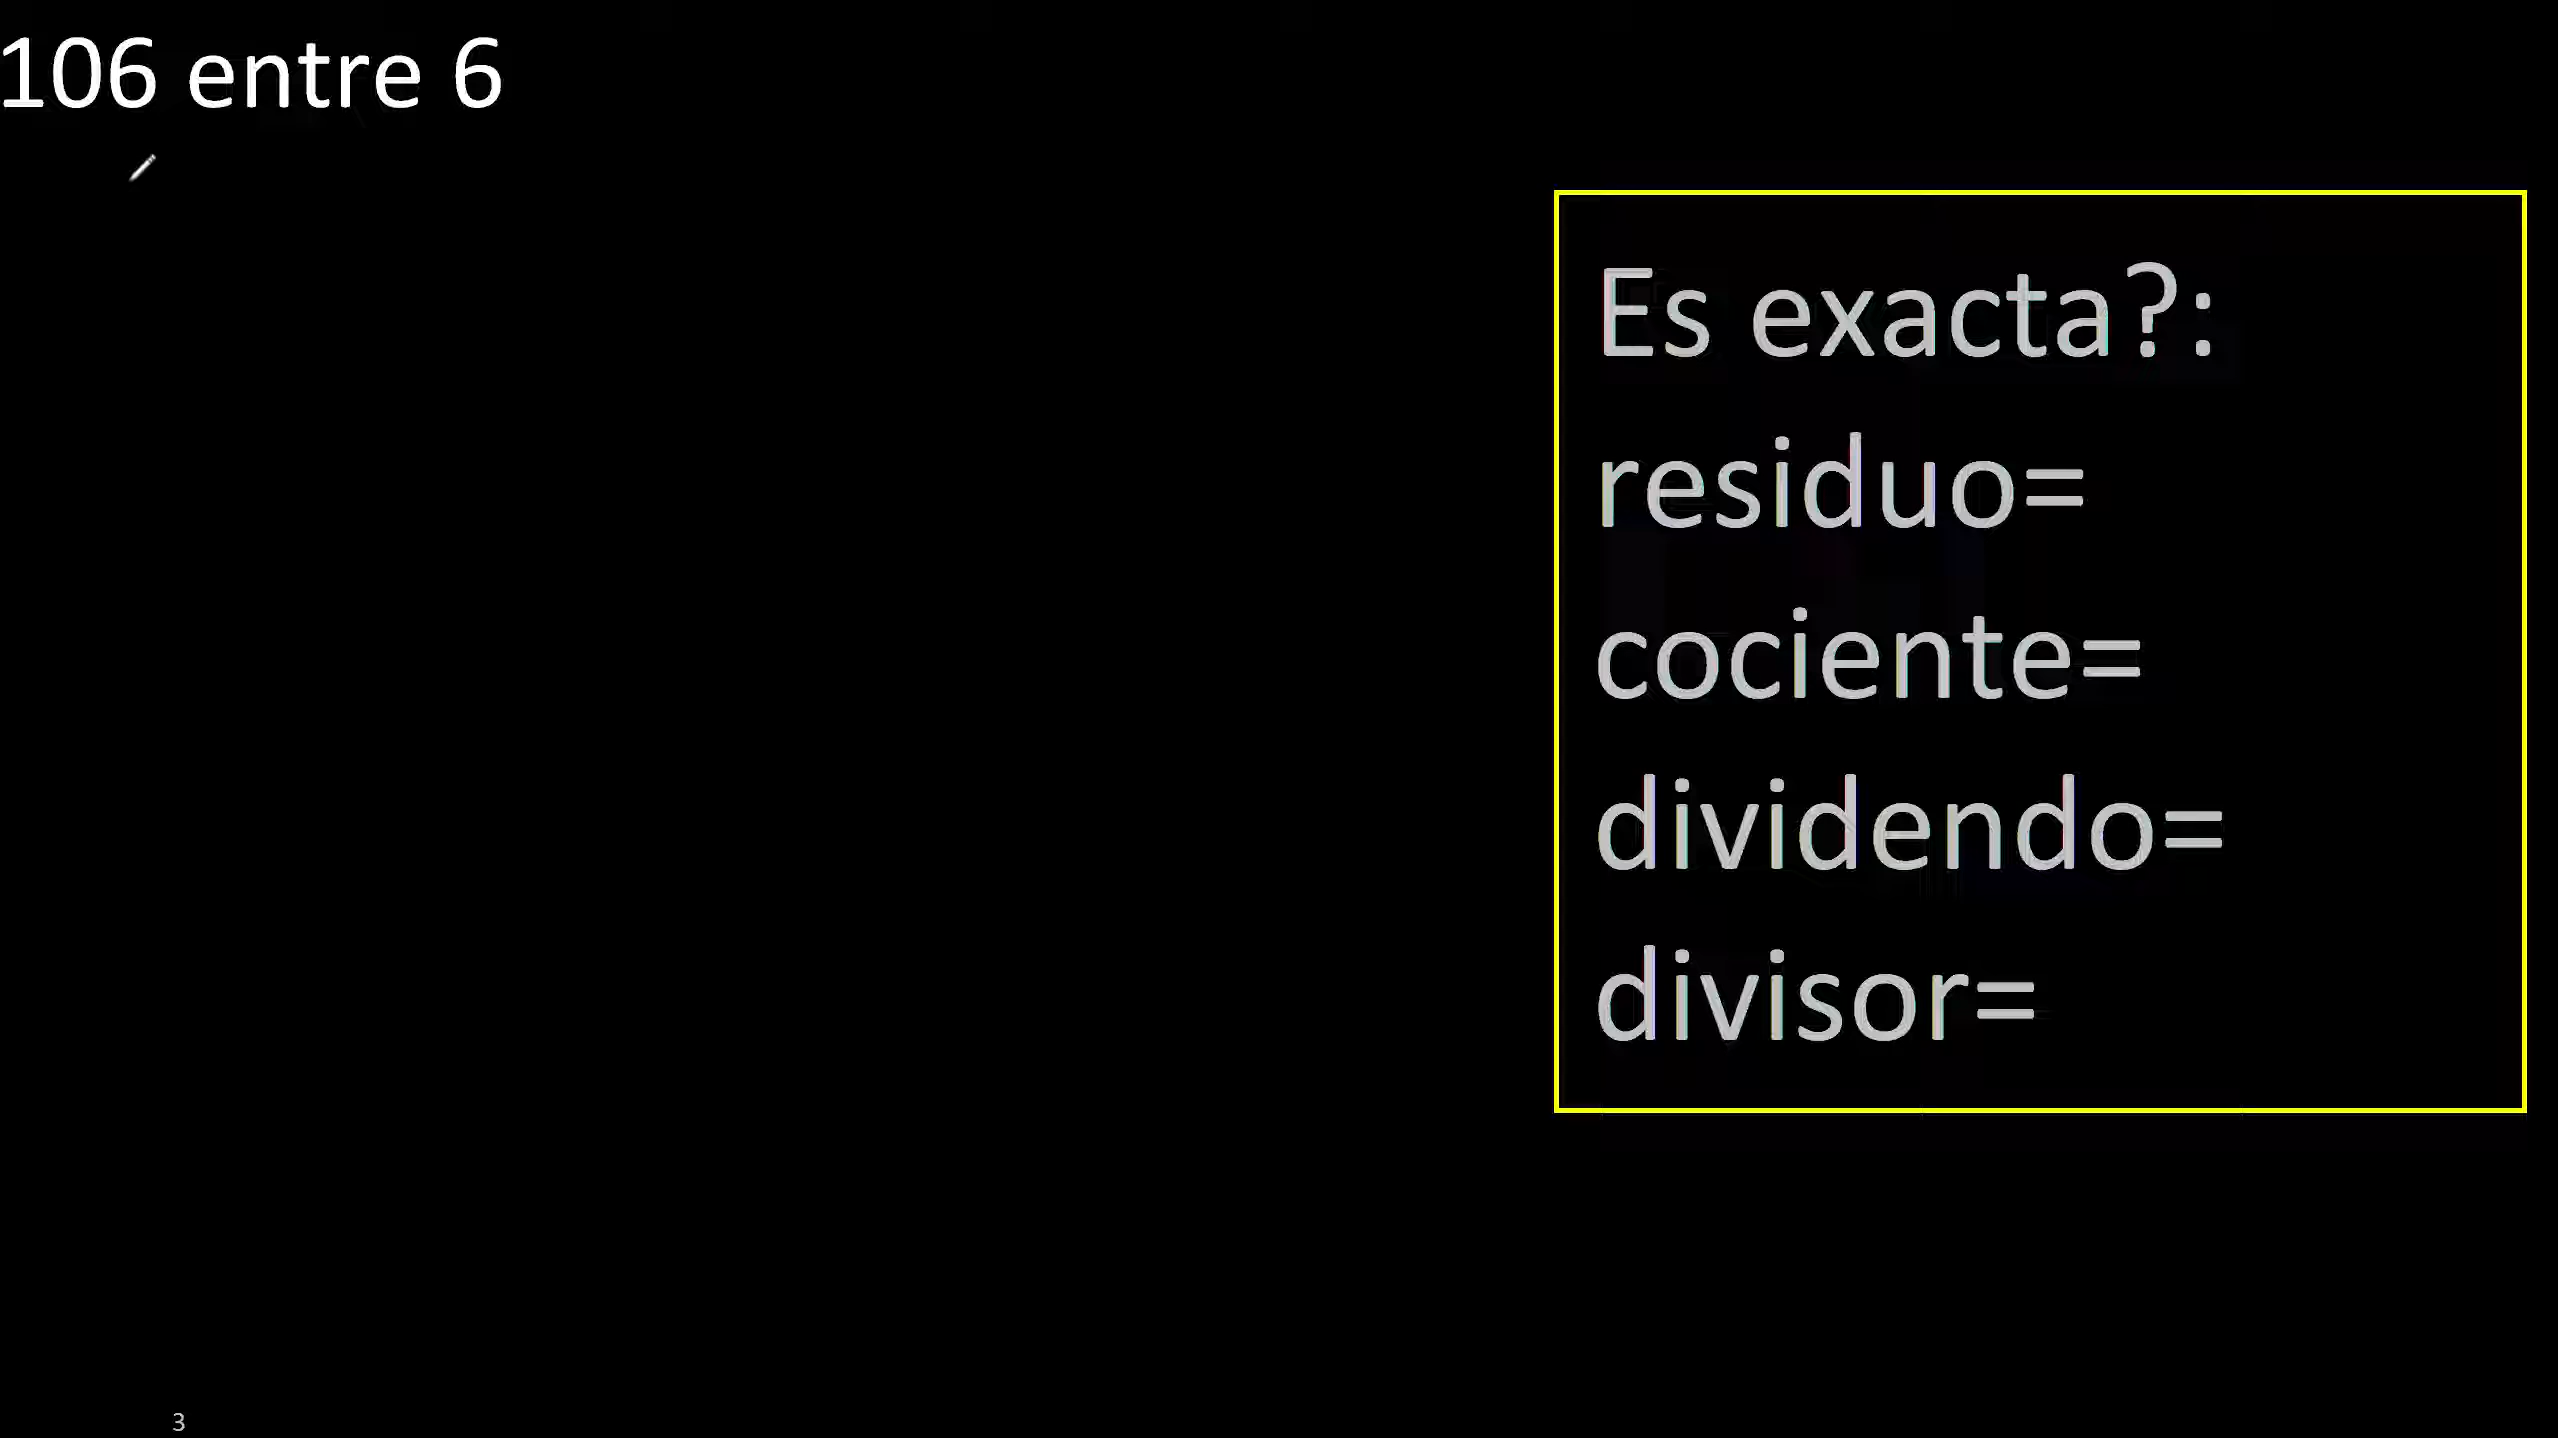 106 entre 6
Es exacta?:
residuo=
cociente=
dividendo=
divisor=
3